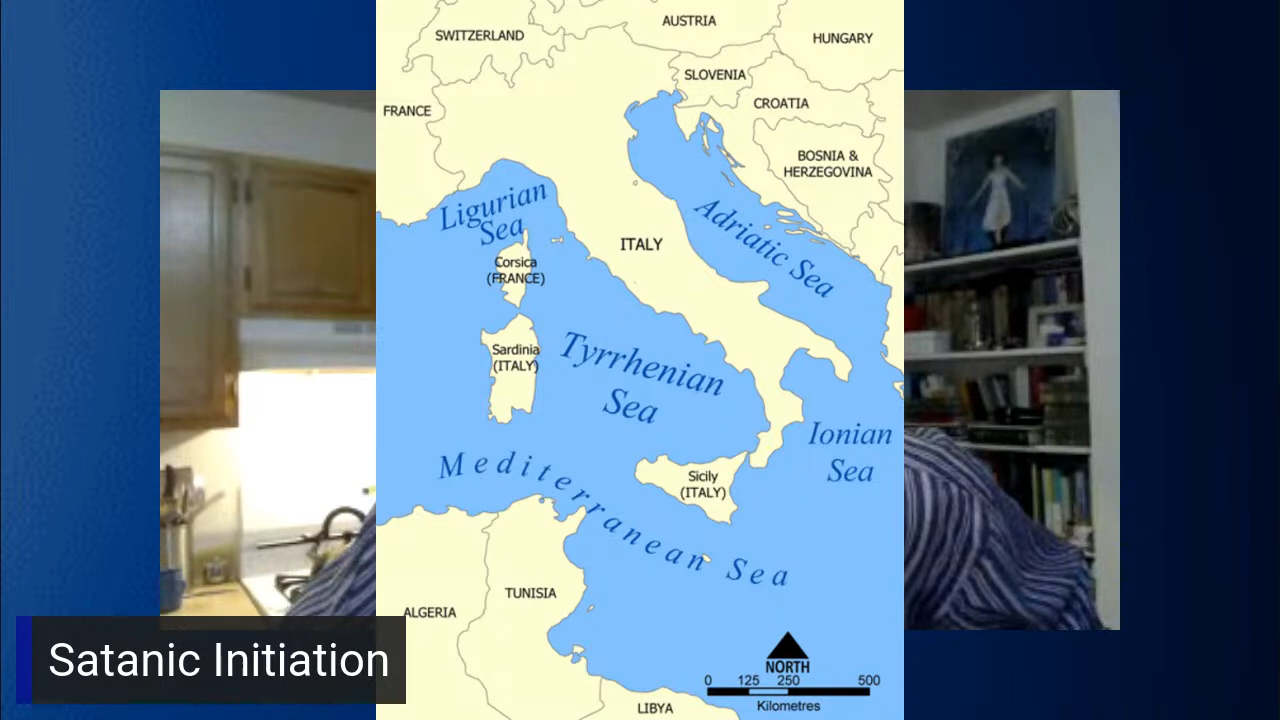 SWITZERLAND
AUSTRIA
HUNGARY
SLOVENIA
FRANCE
CROATIA
BOSNIA &
HERZEGOVINA
Ligurian
Sea
Adriatic Sea
ITALY
Corsica
(FRANCE)
Sardinia
(ITALY)
Tyrrhenian
Sea
Ionian
Sea
Mediterranean Sea
Sicily
(ITALY)
TUNISIA
ALGERIA
LIBYA
NORTH
0 125 250 500
Kilometres
Satanic Initiation